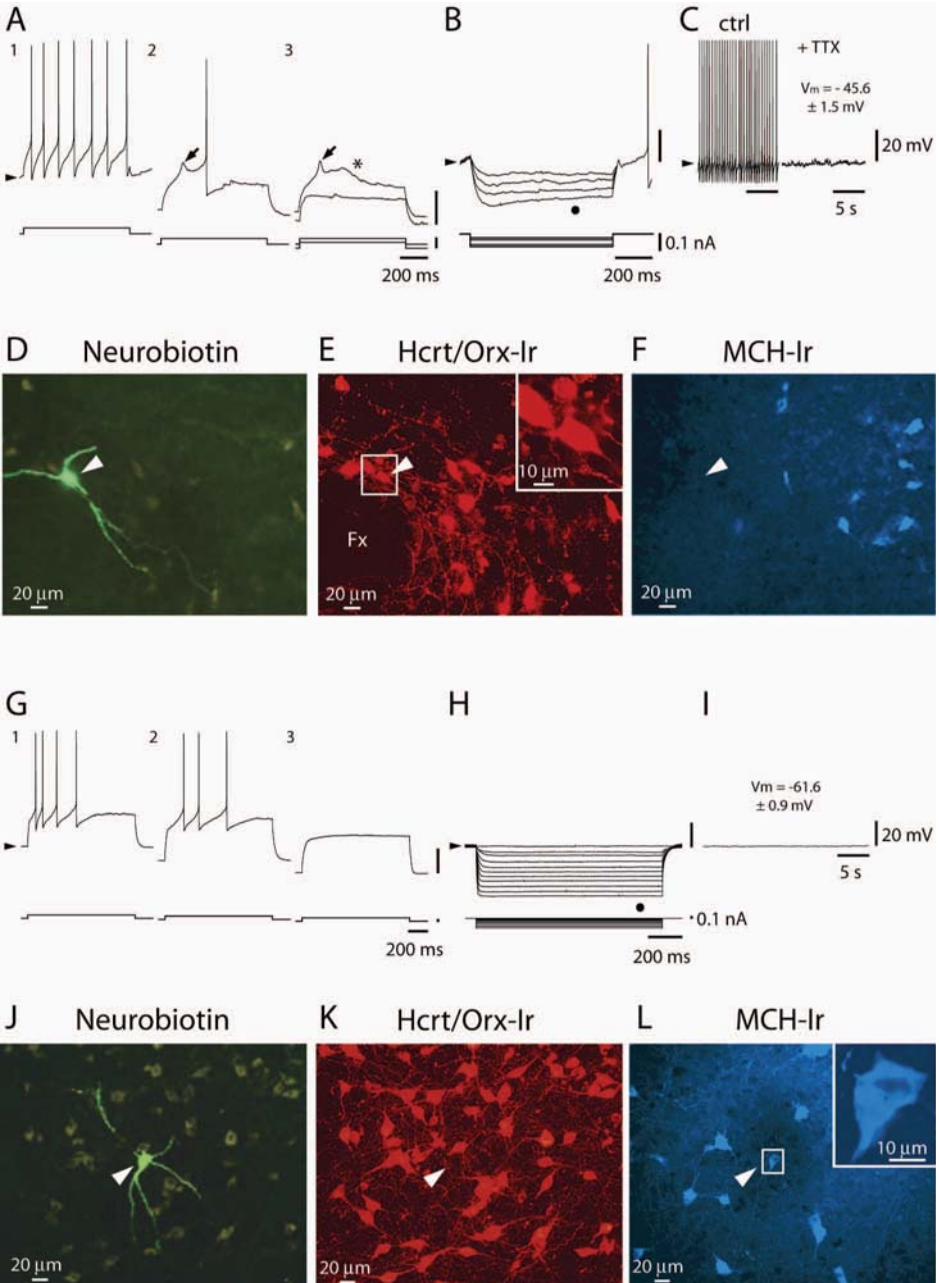 A
B
C
ctrl
1
2
3
+ TTX
Vm = - 45.6
± 1.5 mV
*
20 mV
5 s
0.1 nA
200 ms
200 ms
D
Neurobiotin
E
Hcrt/Orx-Ir
F
MCH-Ir
10 μm
Fx
20 μm
20 μm
20 μm
G
H
I
1
2
3
Vm = -61.6
± 0.9 mV
20 mV
5 s
0.1 nA
200 ms
200 ms
J
Neurobiotin
K
Hcrt/Orx-Ir
L
MCH-Ir
10 μm
20 μm
20 μm
20 μm